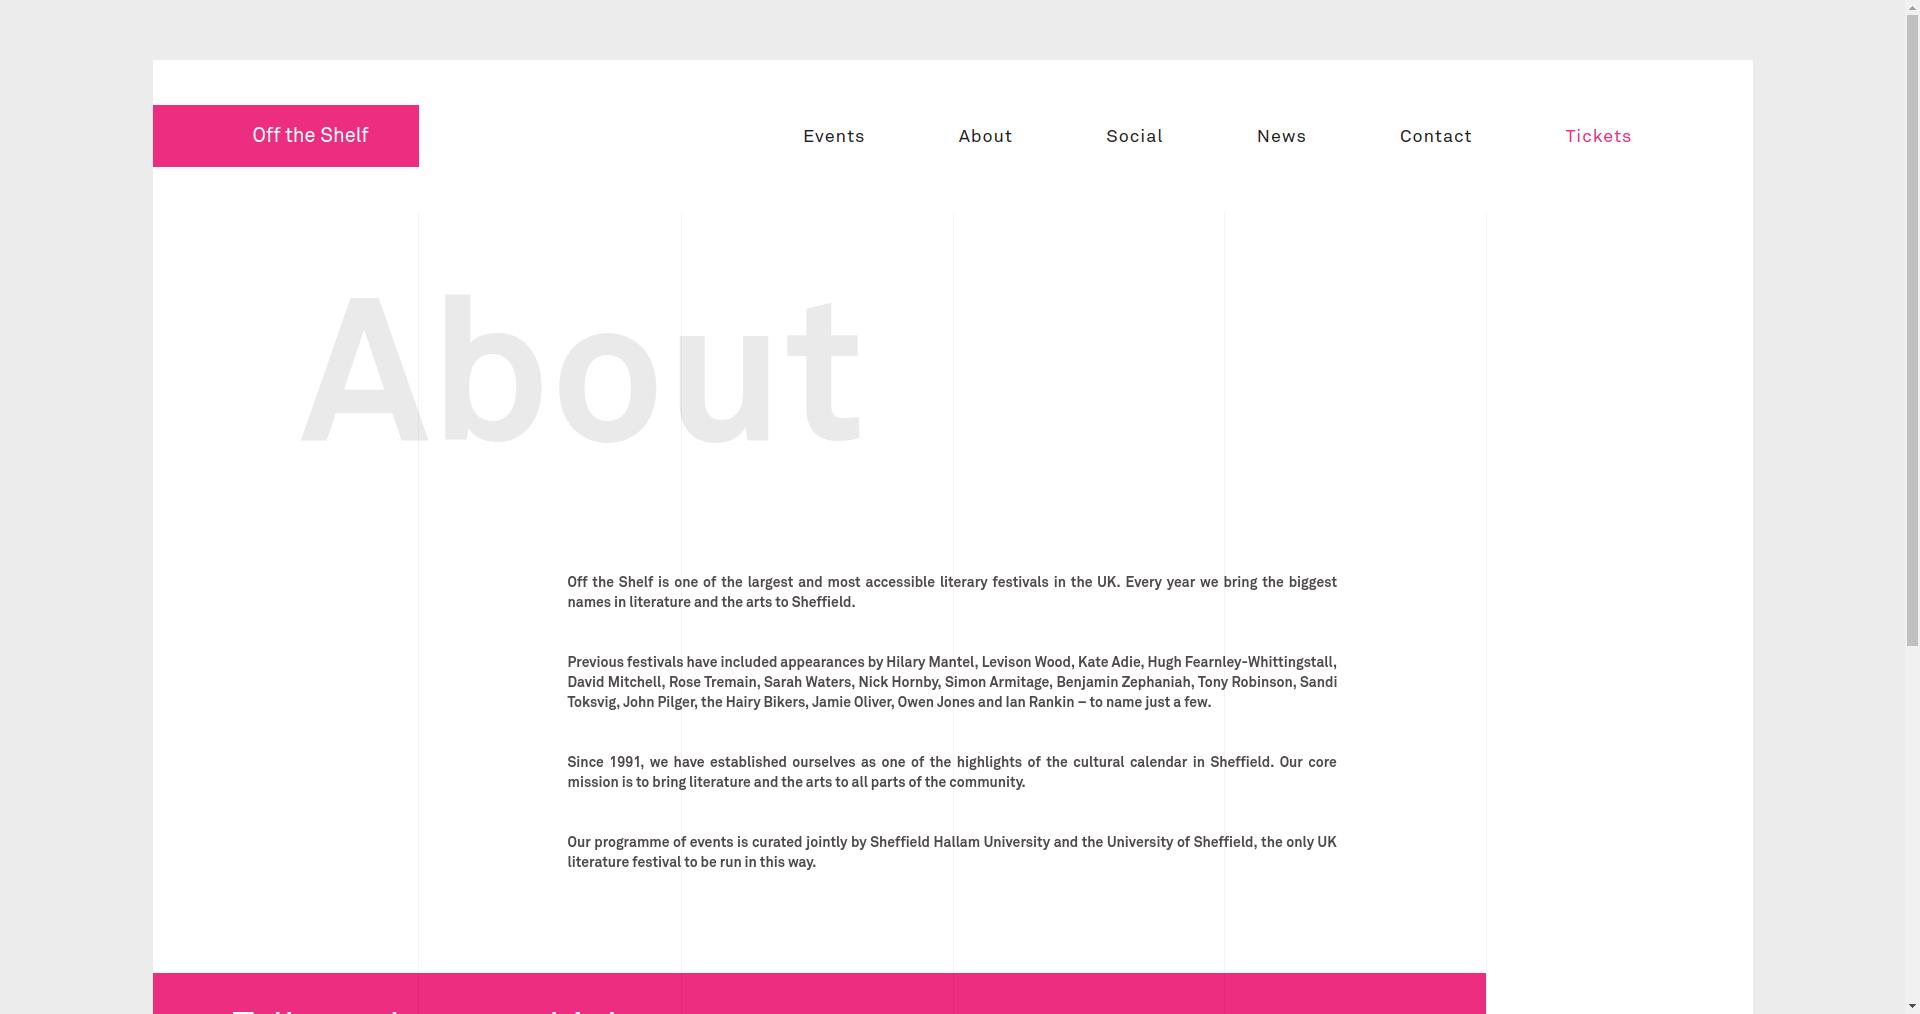 Off the Shelf
Events
About
Social
News
Contact
Tickets
About
Off the Shelf is one of the largest and most accessible literary festivals in the UK. Every year we bring the biggest
names in literature and the arts to Sheffield.
Previous festivals have included appearances by Hilary Mantel, Levison Wood, Kate Adie, Hugh Fearnley-Whittingstall,
David Mitchell, Rose Tremain, Sarah Waters, Nick Hornby, Simon Armitage, Benjamin Zephaniah, Tony Robinson, Sandi
Toksvig, John Pilger, the Hairy Bikers, Jamie Oliver, Owen Jones and Ian Rankin – to name just a few.
Since 1991, we have established ourselves as one of the highlights of the cultural calendar in Sheffield. Our core
mission is to bring literature and the arts to all parts of the community.
Our programme of events is curated jointly by Sheffield Hallam University and the University of Sheffield, the only UK
literature festival to be run in this way.